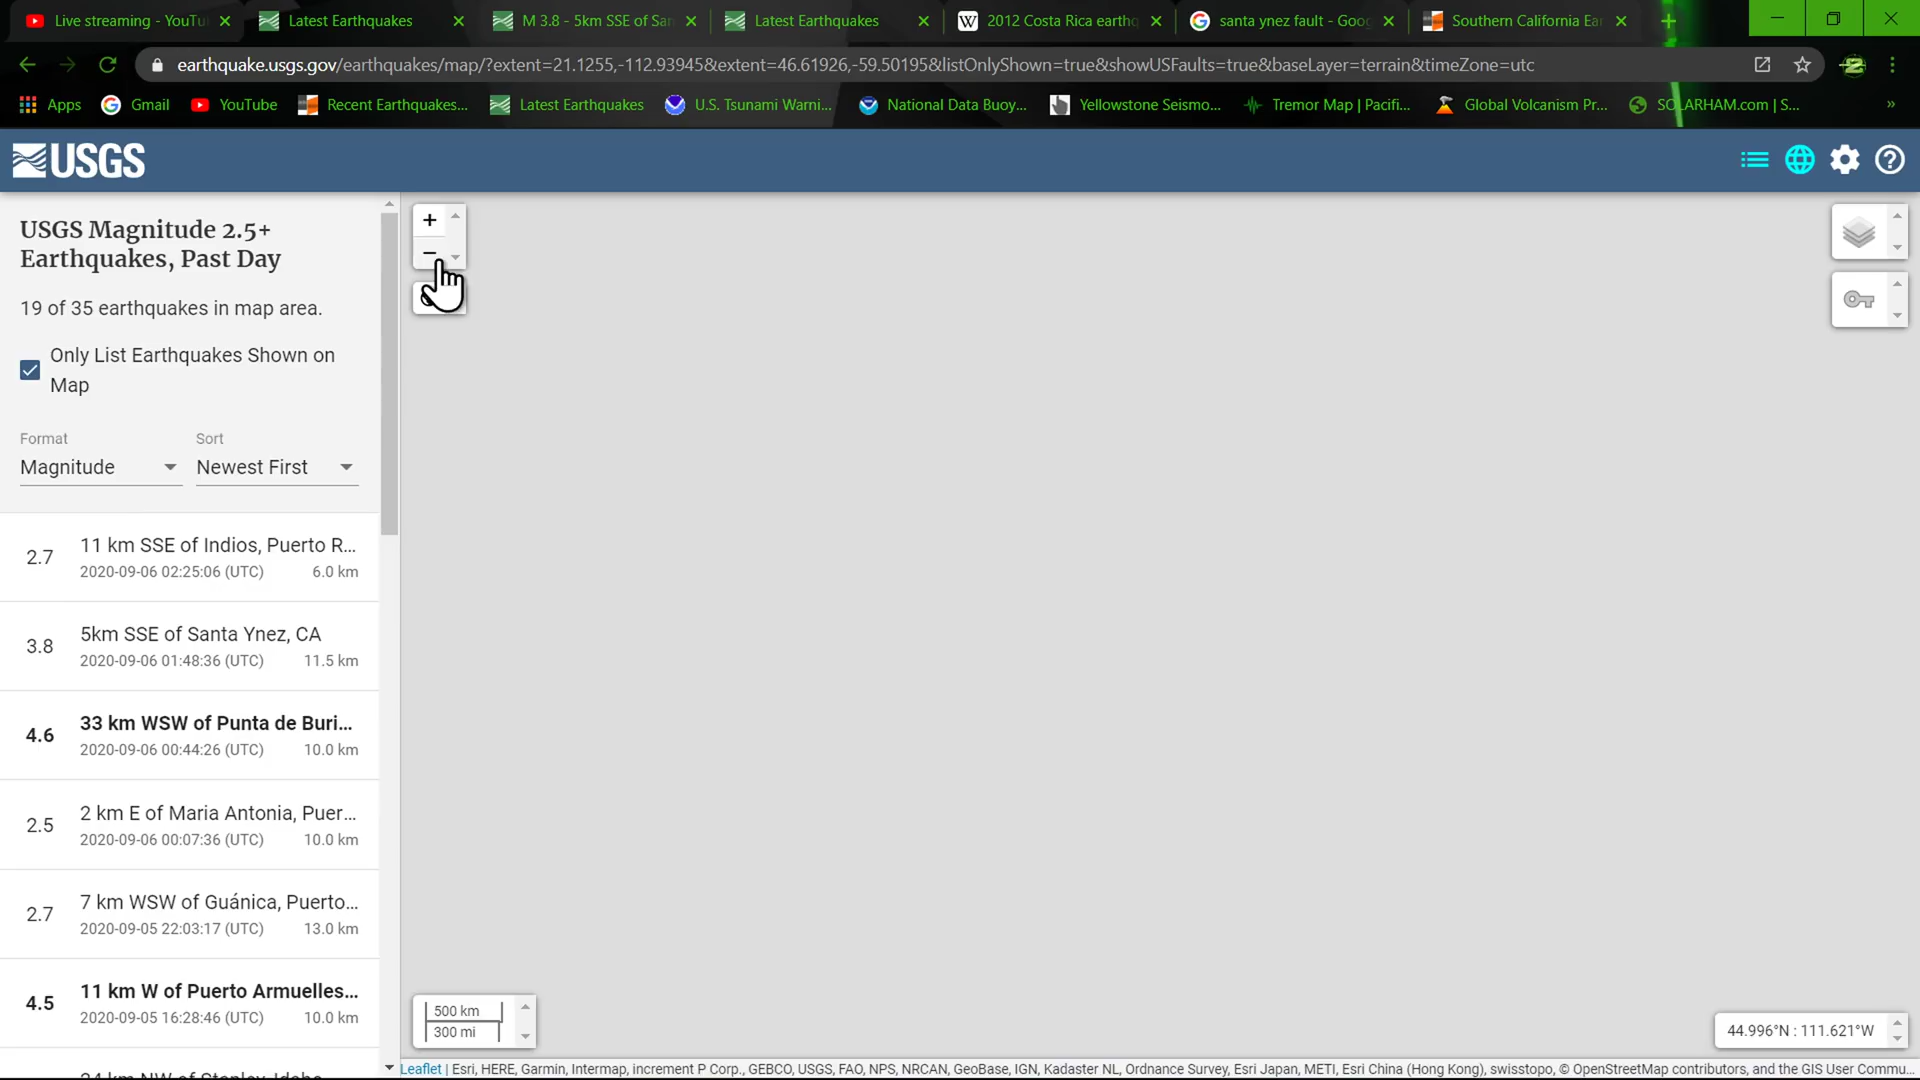 Live streaming - YouTu
Latest Earthquakes
M 3.8 - 5km SSE of San
Latest Earthquakes
2012 Costa Rica earthq
santa ynez fault - Goog
Southern California Ear
earthquake.usgs.gov/earthquakes/map/?extent=21.1255,-112.93945&extent=46.61926,-59.50195&listOnlyShown=true&showUSFaults=true&baseLayer=terrain&timeZone=utc
Apps
Gmail
YouTube
Recent Earthquakes...
Latest Earthquakes
U.S. Tsunami Warni...
National Data Buoy...
Yellowstone Seismo...
Tremor Map | Pacifi...
Global Volcanism Pr...
SOLARHAM.com | S...
»
USGS
USGS Magnitude 2.5+
Earthquakes, Past Day
19 of 35 earthquakes in map area.
Only List Earthquakes Shown on
Map
Format
Magnitude
Sort
Newest First
2.7
11 km SSE of Indios, Puerto R...
2020-09-06 02:25:06 (UTC) 6.0 km
3.8
5km SSE of Santa Ynez, CA
2020-09-06 01:48:36 (UTC) 11.5 km
4.6
33 km WSW of Punta de Buri...
2020-09-06 00:44:26 (UTC) 10.0 km
2.5
2 km E of Maria Antonia, Puer...
2020-09-06 00:07:36 (UTC) 10.0 km
2.7
7 km WSW of Guánica, Puerto...
2020-09-05 22:03:17 (UTC) 13.0 km
4.5
11 km W of Puerto Armuelles...
2020-09-05 16:28:46 (UTC) 10.0 km
+
−
500 km
300 mi
44.996°N : 111.621°W
Leaflet | Esri, HERE, Garmin, Intermap, increment P Corp., GEBCO, USGS, FAO, NPS, NRCAN, GeoBase, IGN, Kadaster NL, Ordnance Survey, Esri Japan, METI, Esri China (Hong Kong), swisstopo, © OpenStreetMap contributors, and the GIS User Commu...